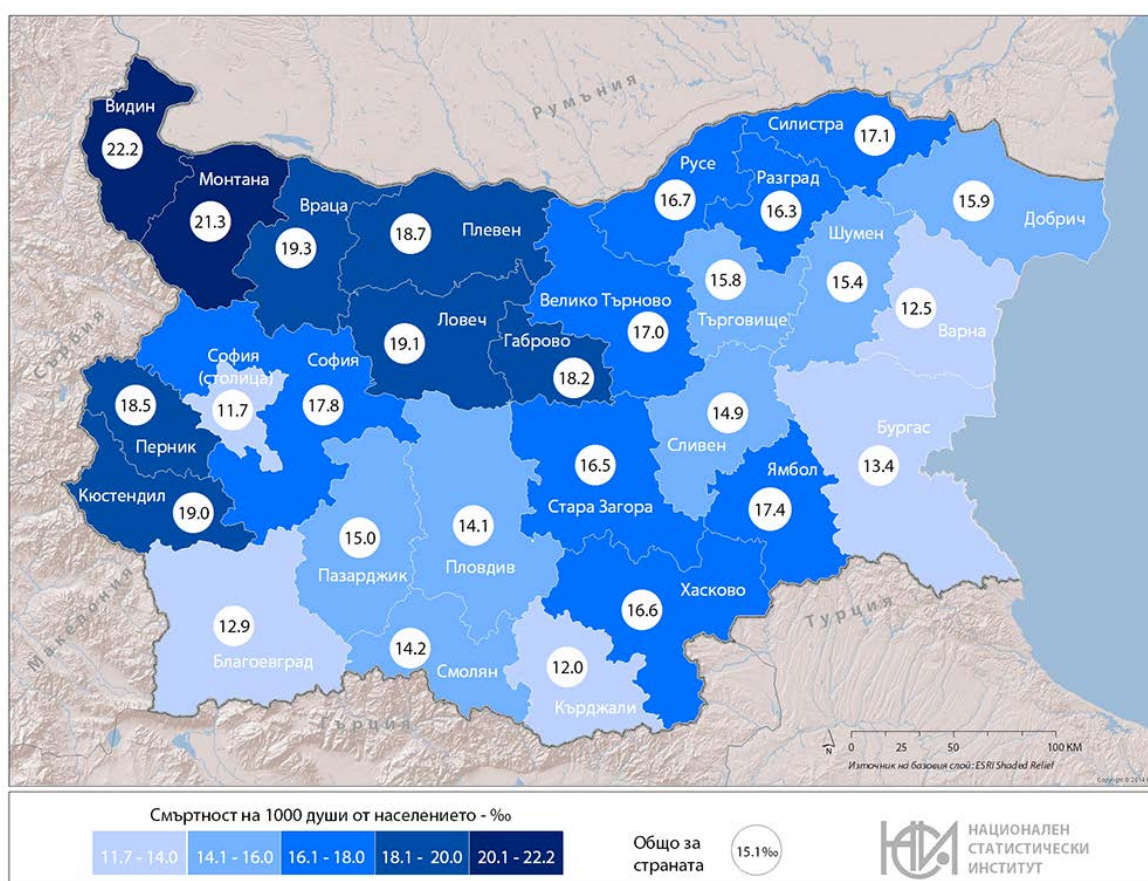 Румъния
Видин
22.2
Монтана
21.3
Враца
19.3
18.7
Плевен
Ловеч
19.1
Габрово
18.2
Велико Търново
17.0
Русе
16.7
Разград
16.3
Силистра
17.1
15.9
Добрич
Шумен
15.4
15.8
Търговище
12.5
Варна
Сърбия
София
(столица)
11.7
София
17.8
18.5
Перник
Кюстендил
19.0
15.0
Пазарджик
14.1
Пловдив
16.5
Стара Загора
14.9
Сливен
Ямбол
17.4
Бургас
13.4
Македония
12.9
Благоевград
14.2
Смолян
12.0
Кърджали
16.6
Хасково
Гърция
Турция
N
0 25 50 100 KM
Източник на базовия слой: ESRI Shaded Relief
Copyright © 2014
Смъртност на 1000 души от населението - ‰
11.7 - 14.0
14.1 - 16.0
16.1 - 18.0
18.1 - 20.0
20.1 - 22.2
Общо за
страната
15.1‰
НСИ
НАЦИОНАЛЕН
СТАТИСТИЧЕСКИ
ИНСТИТУТ